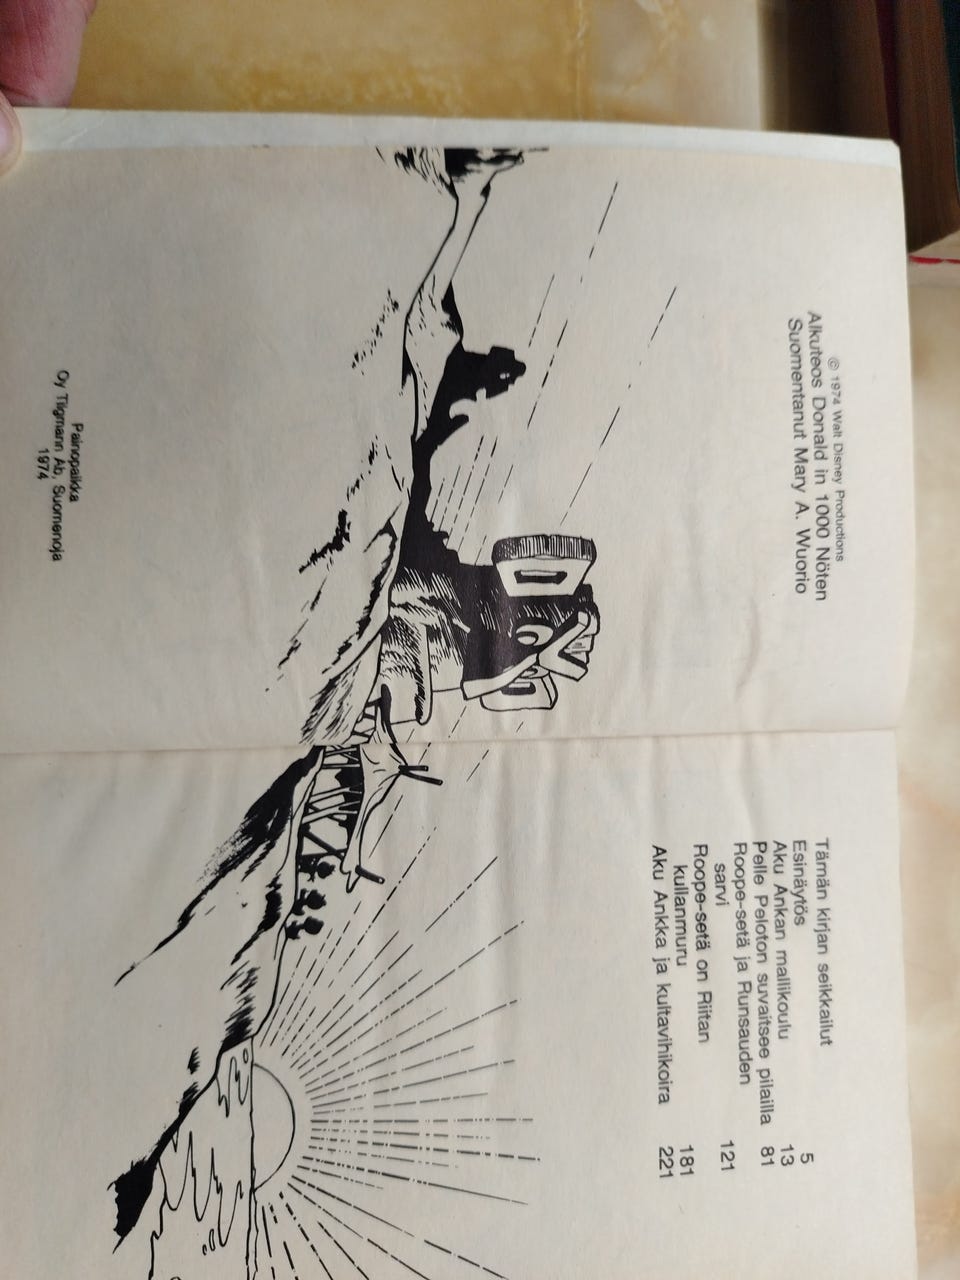 © 1974 Walt Disney Productions
Alkuteos Donald in 1000 Nöten
Suomentanut Mary A. Wuorio
Painopaikka
Oy Tilgmann Ab, Suomenoja
1974
Tämän kirjan seikkailut
Esinäytös 5
Aku Ankan mallikoulu 13
Pelle Peloton suvaitsee pilailla 81
Roope-setä ja Runsauden
sarvi 121
Roope-setä on Riitan
kullanmuru 181
Aku Ankka ja kultavihikoira 221